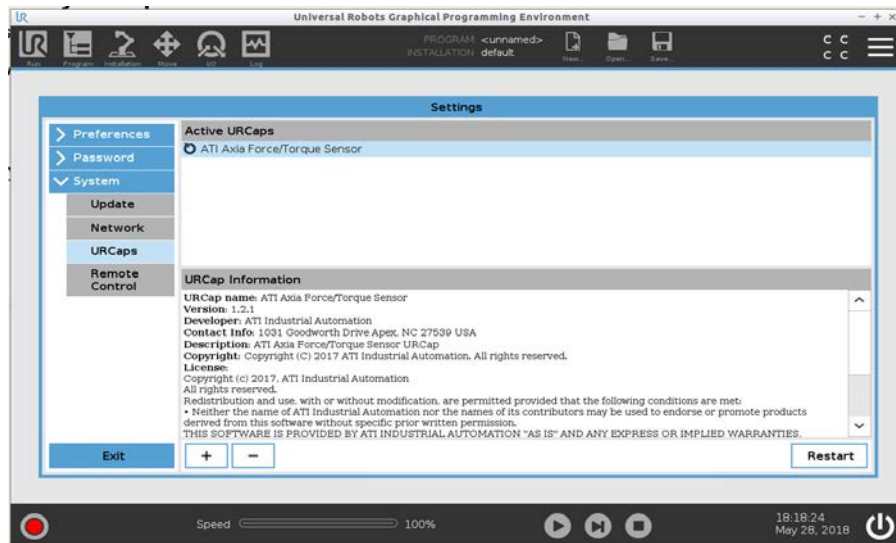 Universal Robots Graphical Programming Environment
PROGRAM <unnamed>
INSTALLATION default
Run Program Installation Move I/O Log New... Open... Save...
C C
C C
Settings
Preferences
Password
System
Update
Network
URCaps
Remote Control
Exit
Active URCaps
ATI Axia Force/Torque Sensor
URCap Information
URCap name: ATI Axia Force/Torque Sensor
Version: 1.2.1
Developer: ATI Industrial Automation
Contact Info: 1031 Goodworth Drive Apex, NC 27539 USA
Description: ATI Axia Force/Torque Sensor URCap
Copyright: Copyright (C) 2017 ATI Industrial Automation. All rights reserved.
License:
Copyright (c) 2017, ATI Industrial Automation
All rights reserved.
Redistribution and use, with or without modification, are permitted provided that the following conditions are met:
• Neither the name of ATI Industrial Automation nor the names of its contributors may be used to endorse or promote products
derived from this software without specific prior written permission.
THIS SOFTWARE IS PROVIDED BY ATI INDUSTRIAL AUTOMATION "AS IS" AND ANY EXPRESS OR IMPLIED WARRANTIES,
+ −
Restart
Speed 100%
18:18:24
May 28, 2018